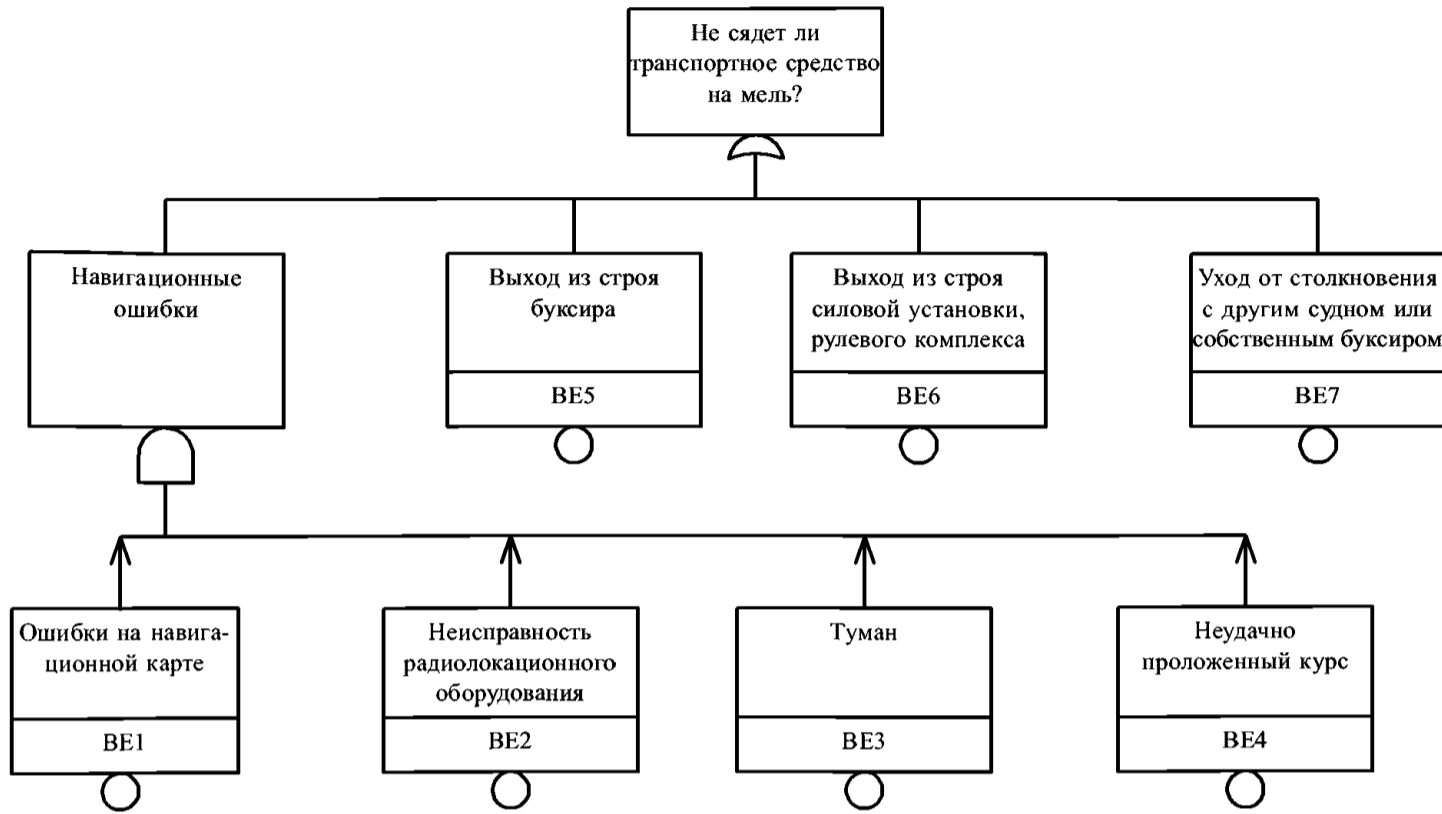 Не сядет ли
транспортное средство
на мель?
Навигационные
ошибки
Выход из строя
буксира
BE5
Выход из строя
силовой установки,
рулевого комплекса
BE6
Уход от столкновения
с другим судном или
собственным буксиром
BE7
Ошибки на навига-
ционной карте
BE1
Неисправность
радиолокационного
оборудования
BE2
Туман
BE3
Неудачно
проложенный курс
BE4